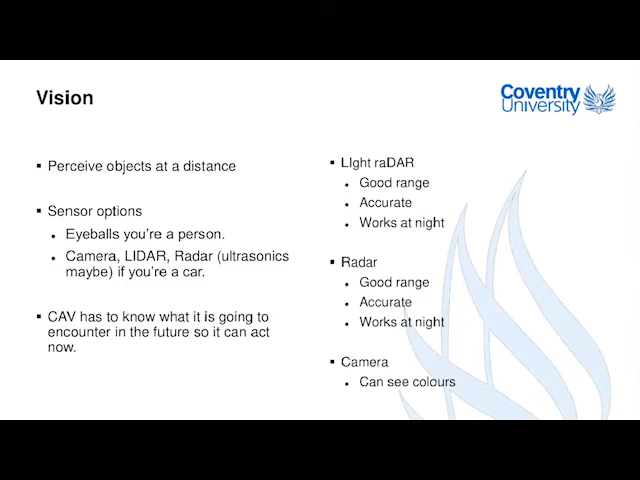 Vision
Coventry
University
Perceive objects at a distance
Sensor options
Eyeballs you're a person.
Camera, LIDAR, Radar (ultrasonics
maybe) if you're a car.
CAV has to know what it is going to
encounter in the future so it can act
now.
LIght raDAR
Good range
Accurate
Works at night
Radar
Good range
Accurate
Works at night
Camera
Can see colours